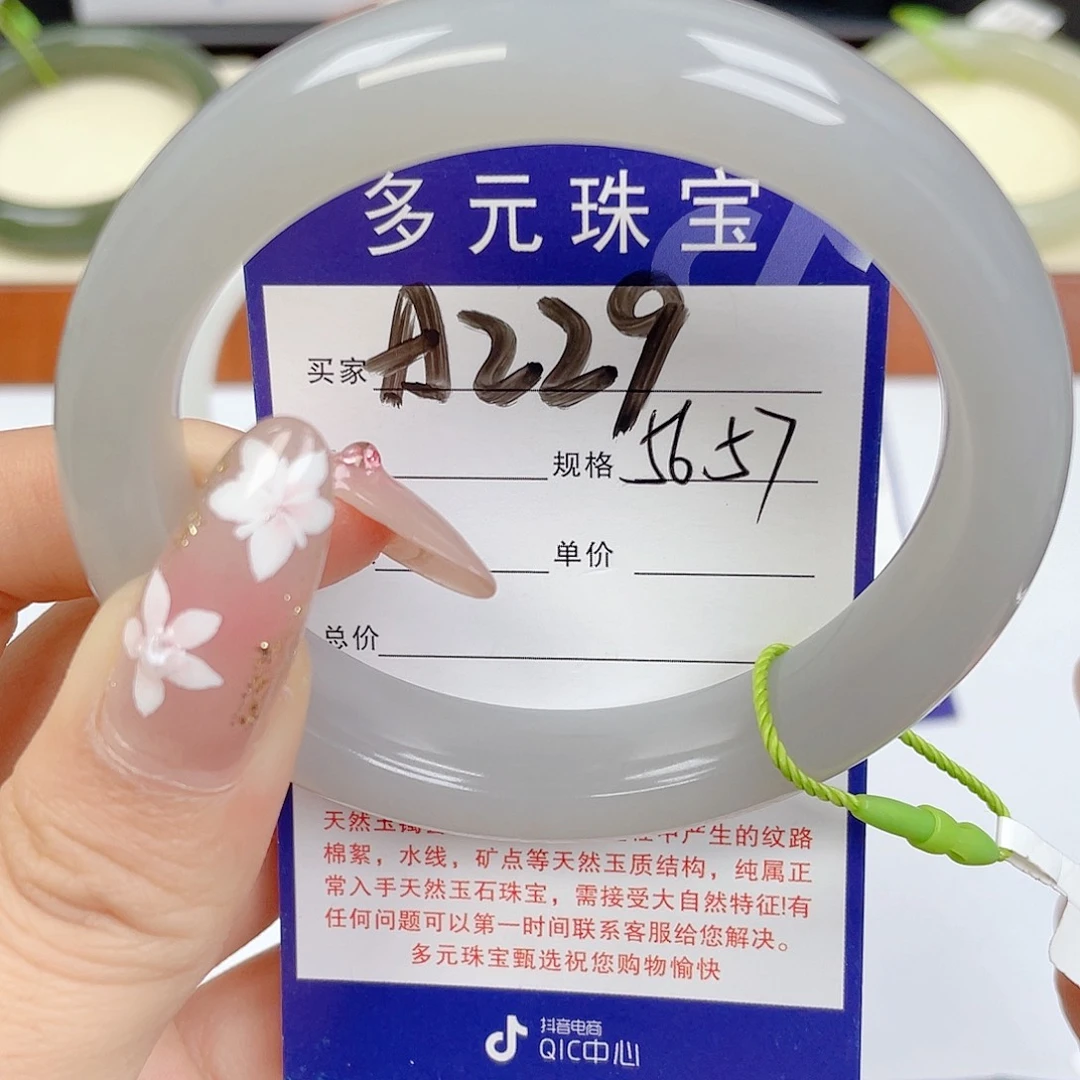 多元珠宝
买家 A229
规格 56.57
单价
总价
天然玉镯
中产生的纹路
棉絮，水线，矿点等天然玉质结构，纯属正
常入手天然玉石珠宝，需接受大自然特征!有
任何问题可以第一时间联系客服给您解决。
多元珠宝甄选祝您购物愉快
抖音电商
QIC中心